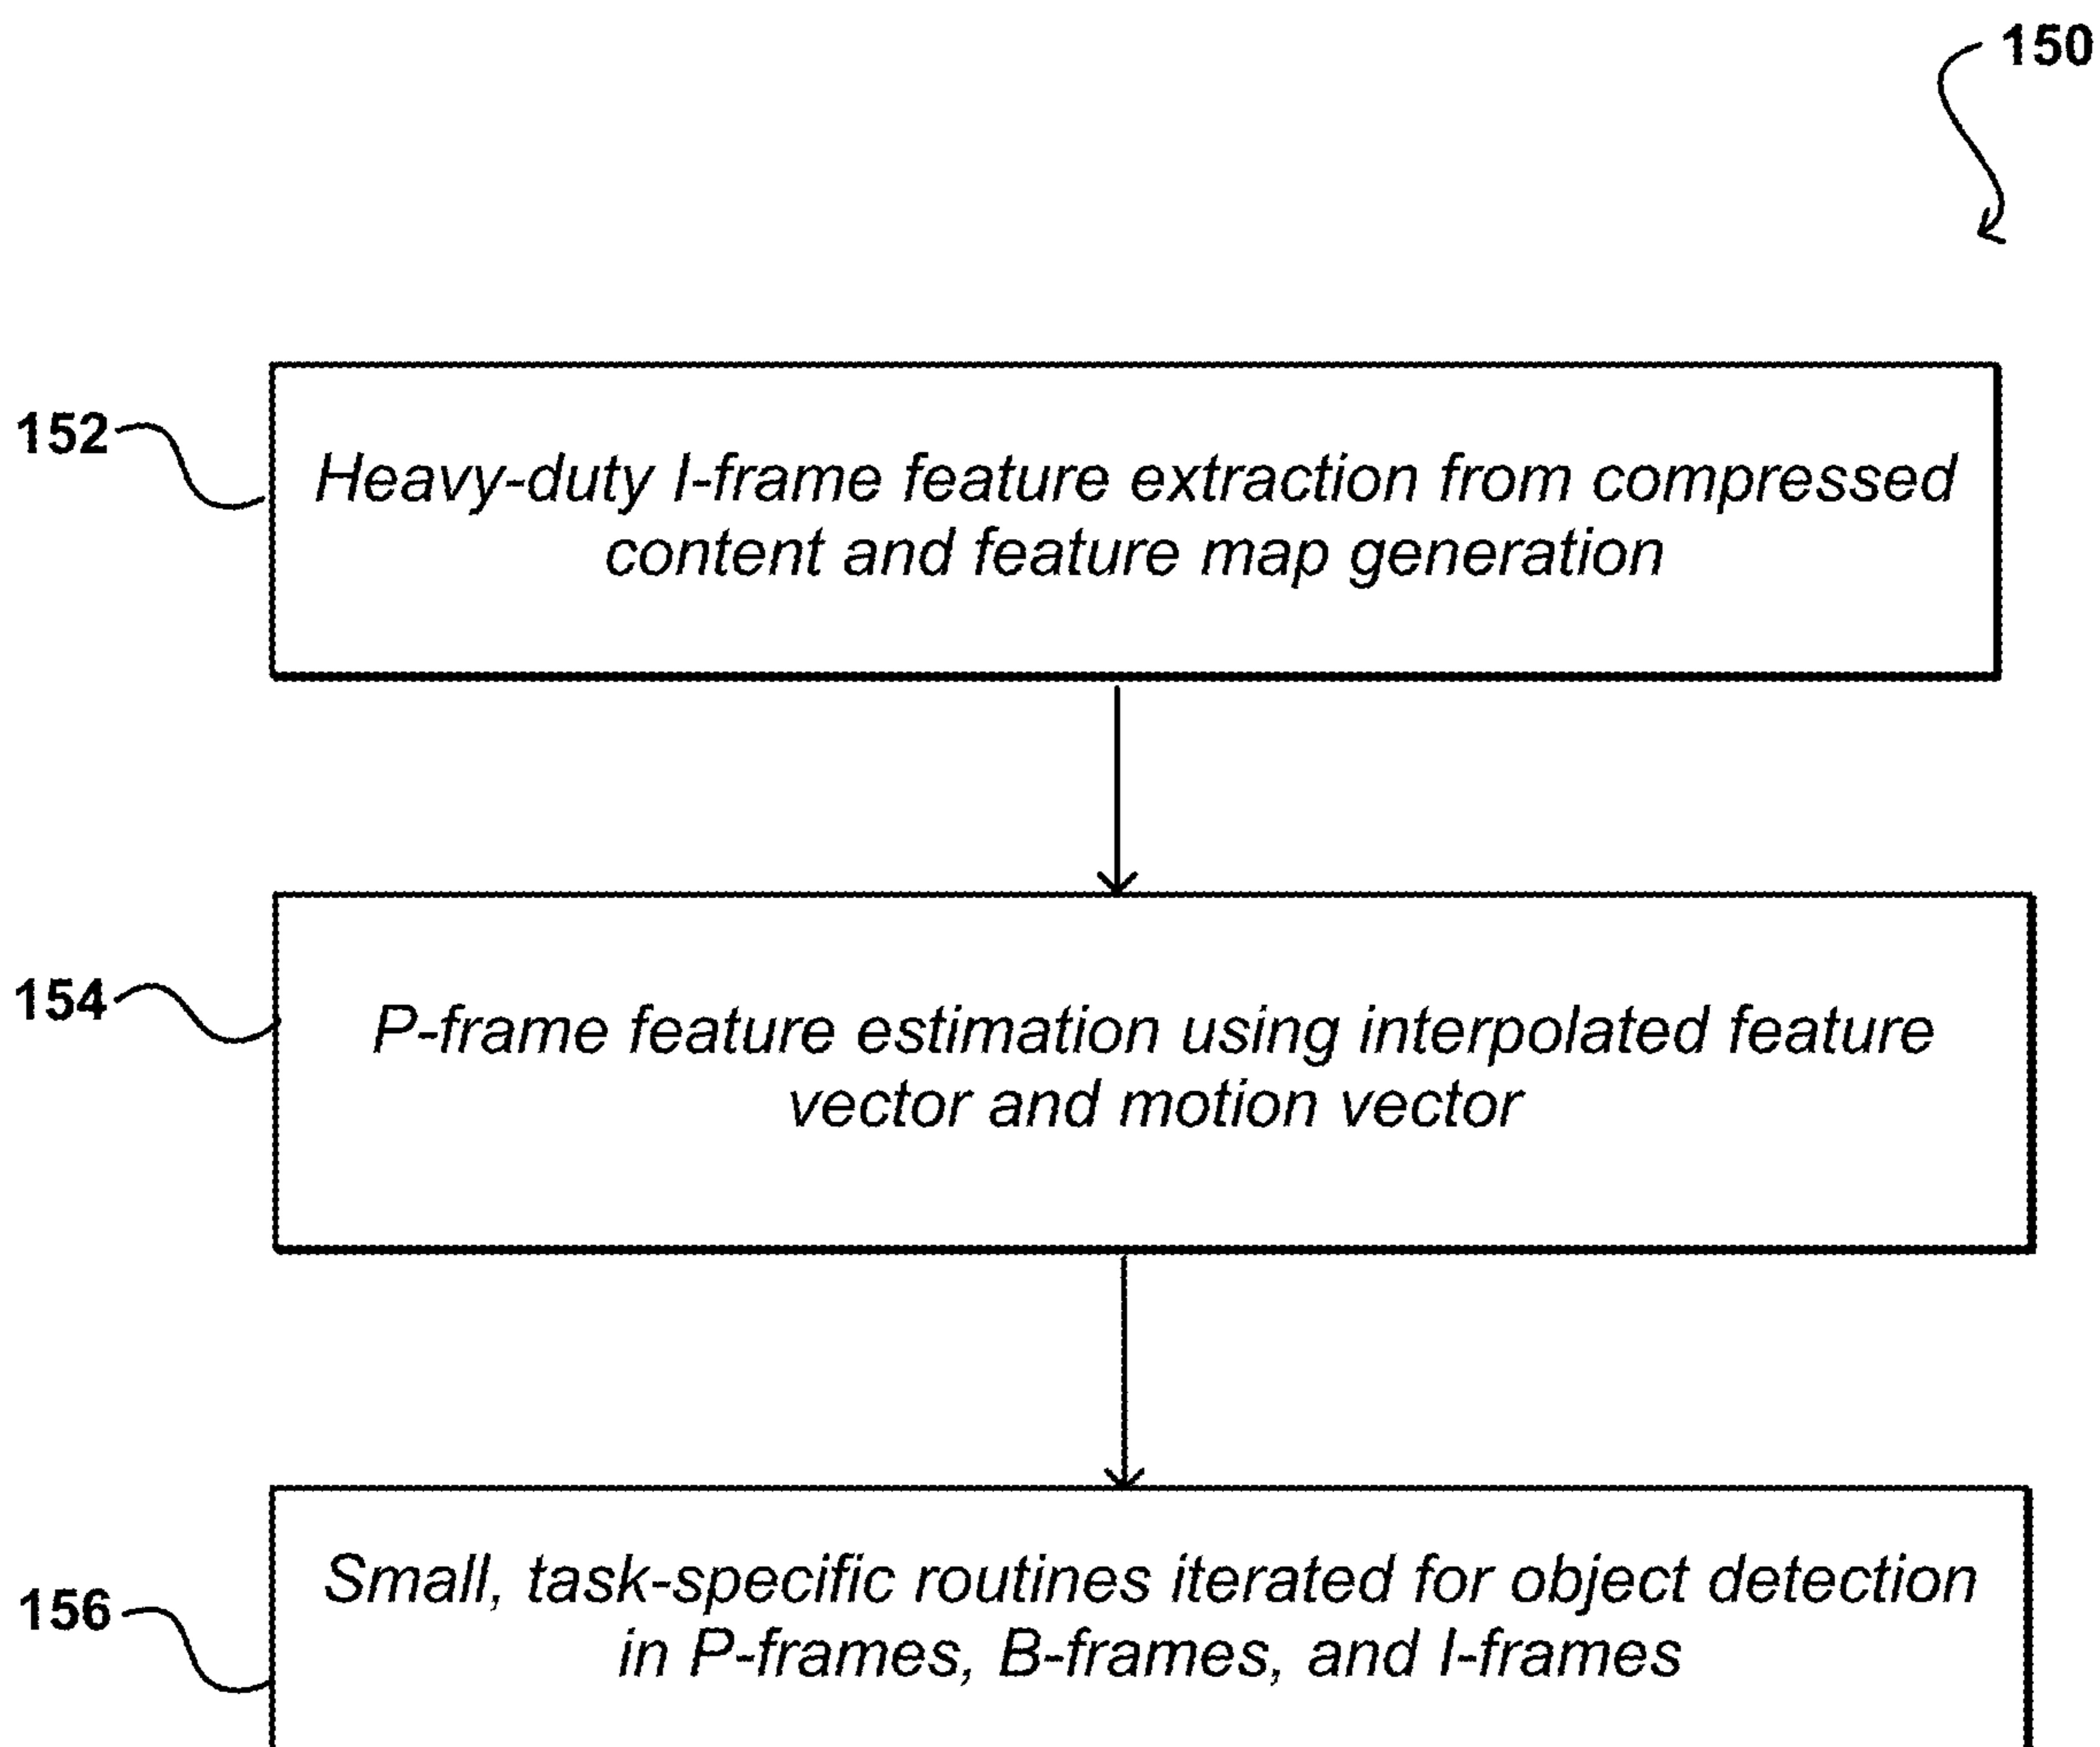 150
152
Heavy-duty I-frame feature extraction from compressed
content and feature map generation
154
P-frame feature estimation using interpolated feature
vector and motion vector
156
Small, task-specific routines iterated for object detection
in P-frames, B-frames, and I-frames